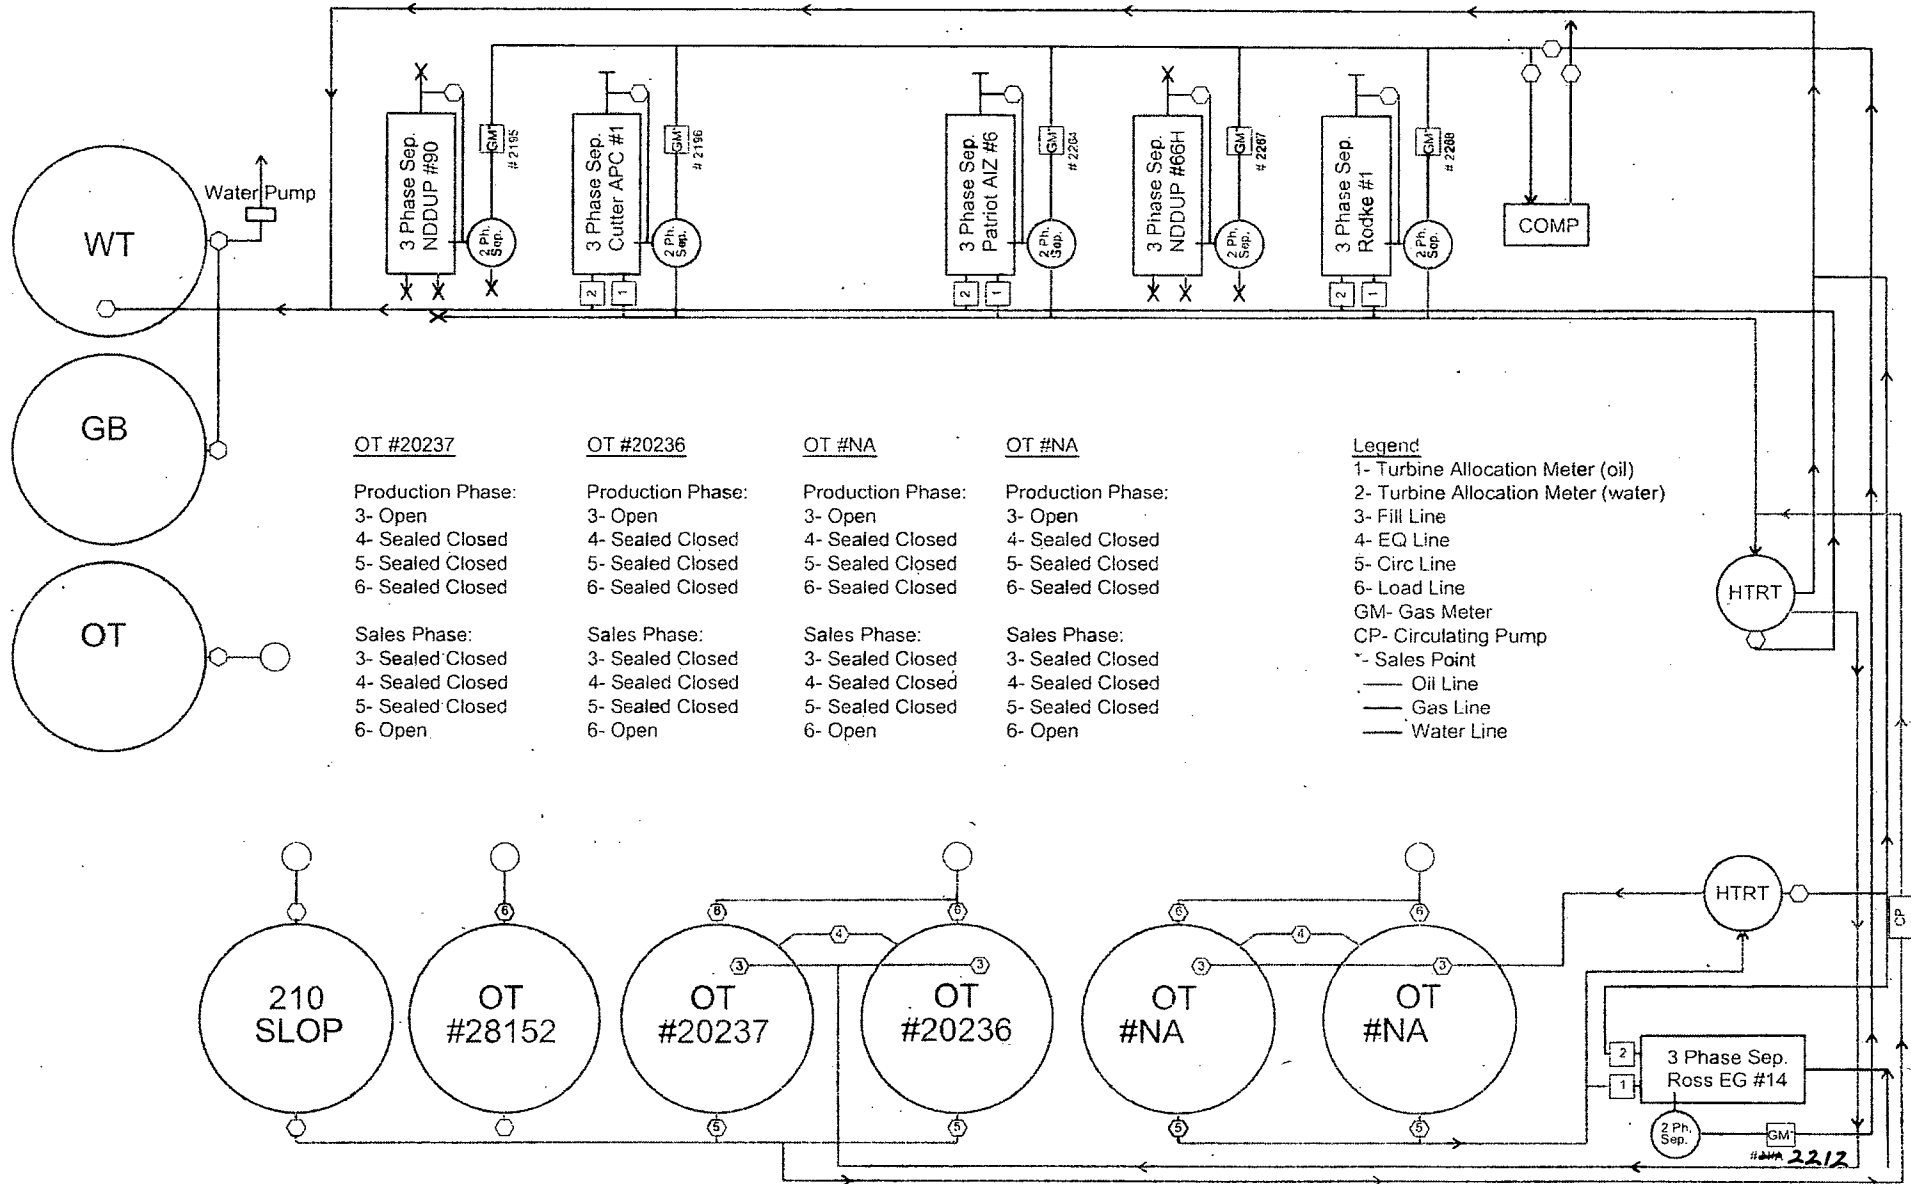 3 Phase Sep.
NDDUP #90
GM*
# 2195
2 Ph.
Sep.
3 Phase Sep.
Cutter APC #1
GM*
# 2196
2 Ph.
Sep.
2
1
3 Phase Sep.
Patriot AIZ #6
GM*
# 2204
2 Ph.
Sep.
2
1
3 Phase Sep.
NDDUP #66H
GM*
# 2287
2 Ph.
Sep.
3 Phase Sep.
Rodke #1
GM*
# 2288
2 Ph.
Sep.
2
1
COMP
Water Pump
WT
GB
OT
OT #20237
Production Phase:
3- Open
4- Sealed Closed
5- Sealed Closed
6- Sealed Closed
Sales Phase:
3- Sealed Closed
4- Sealed Closed
5- Sealed Closed
6- Open
OT #20236
Production Phase:
3- Open
4- Sealed Closed
5- Sealed Closed
6- Sealed Closed
Sales Phase:
3- Sealed Closed
4- Sealed Closed
5- Sealed Closed
6- Open
OT #NA
Production Phase:
3- Open
4- Sealed Closed
5- Sealed Closed
6- Sealed Closed
Sales Phase:
3- Sealed Closed
4- Sealed Closed
5- Sealed Closed
6- Open
OT #NA
Production Phase:
3- Open
4- Sealed Closed
5- Sealed Closed
6- Sealed Closed
Sales Phase:
3- Sealed Closed
4- Sealed Closed
5- Sealed Closed
6- Open
Legend
1- Turbine Allocation Meter (oil)
2- Turbine Allocation Meter (water)
3- Fill Line
4- EQ Line
5- Circ Line
6- Load Line
GM- Gas Meter
CP- Circulating Pump
*- Sales Point
Oil Line
Gas Line
Water Line
HTRT
HTRT
CP
6
6
6
6
6
4
4
3
3
3
3
210
SLOP
OT
#28152
OT
#20237
OT
#20236
OT
#NA
OT
#NA
5
5
5
5
2
1
3 Phase Sep.
Ross EG #14
2 Ph.
Sep.
GM*
2212